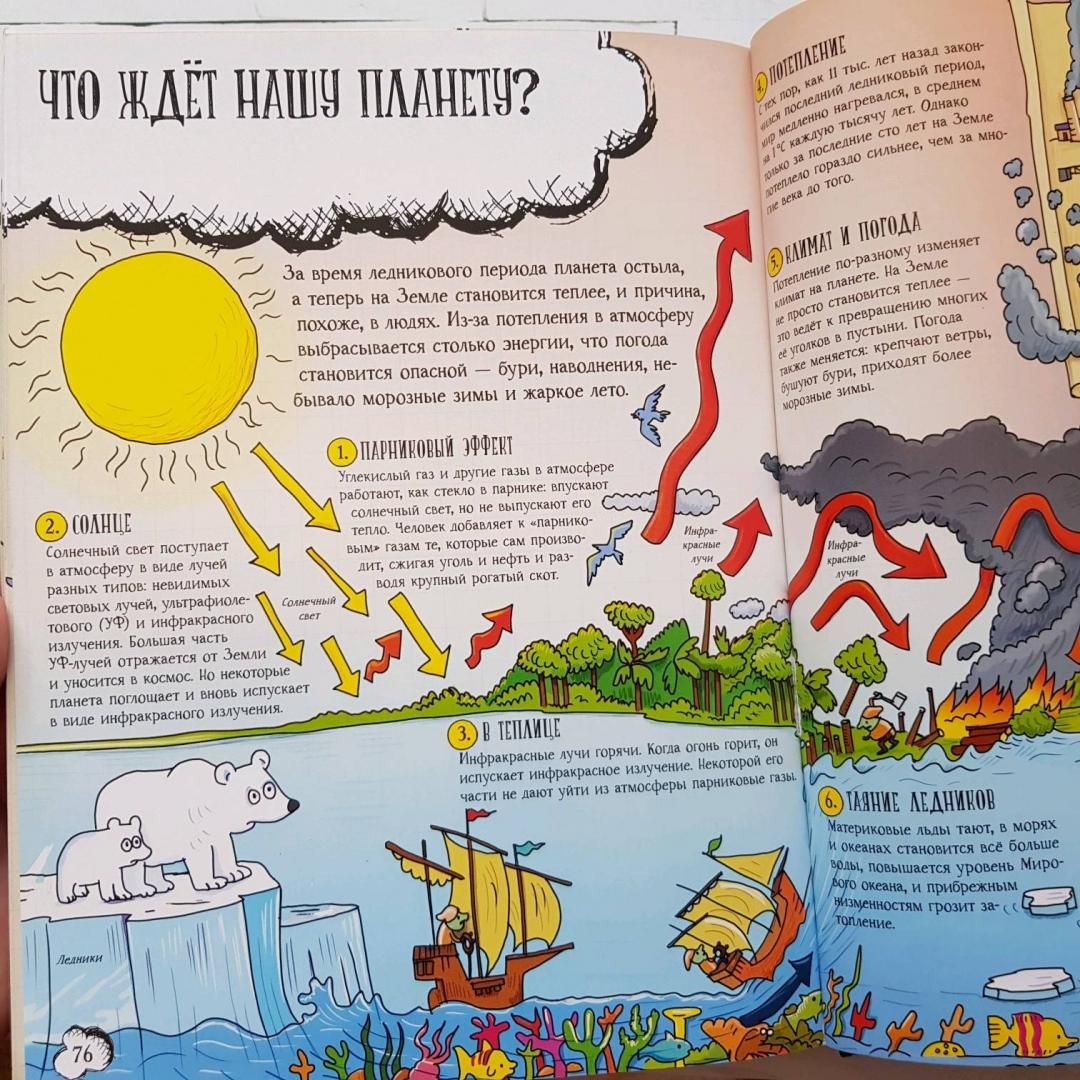 ЧТО ЖДЁТ НАШУ ПЛАНЕТУ?
За время ледникового периода планета остыла,
а теперь на Земле становится теплее, и причина,
похоже, в людях. Из-за потепления в атмосферу
выбрасывается столько энергии, что погода
становится опасной — бури, наводнения, не-
бывало морозные зимы и жаркое лето.
1. ПАРНИКОВЫЙ ЭФФЕКТ
Углекислый газ и другие газы в атмосфере
работают, как стекло в парнике: впускают
солнечный свет, но не выпускают его
тепло. Человек добавляет к «парнико-
вым» газам те, которые сам произво-
дит, сжигая уголь и нефть и раз-
водя крупный рогатый скот.
2. СОЛНЦЕ
Солнечный свет поступает
в атмосферу в виде лучей
разных типов: невидимых
световых лучей, ультрафиоле-
тового (УФ) и инфракрасного
излучения. Большая часть
УФ-лучей отражается от Земли
и уносится в космос. Но некоторые
планета поглощает и вновь испускает
в виде инфракрасного излучения.
Солнечный
свет
Инфра-
красные
лучи
3. В ТЕПЛИЦЕ
Инфракрасные лучи горячи. Когда огонь горит, он
испускает инфракрасное излучение. Некоторой его
части не дают уйти из атмосферы парниковые газы.
Ледники
76
4. ПОТЕПЛЕНИЕ
С тех пор, как 11 тыс. лет назад закон-
чился последний ледниковый период,
мир медленно нагревался, в среднем
на 1 °C каждую тысячу лет. Однако
только за последние сто лет на Земле
потеплело гораздо сильнее, чем за мно-
гие века до того.
5. КЛИМАТ И ПОГОДА
Потепление по-разному изменяет
климат на планете. На Земле
не просто становится теплее —
это ведёт к превращению многих
её уголков в пустыни. Погода
также меняется: крепчают ветры,
бушуют бури, приходят более
морозные зимы.
Инфра-
красные
лучи
6. ТАЯНИЕ ЛЕДНИКОВ
Материковые льды тают, в морях
и океанах становится всё больше
воды, повышается уровень Миро-
вого океана, и прибрежным
низменностям грозит за-
топление.